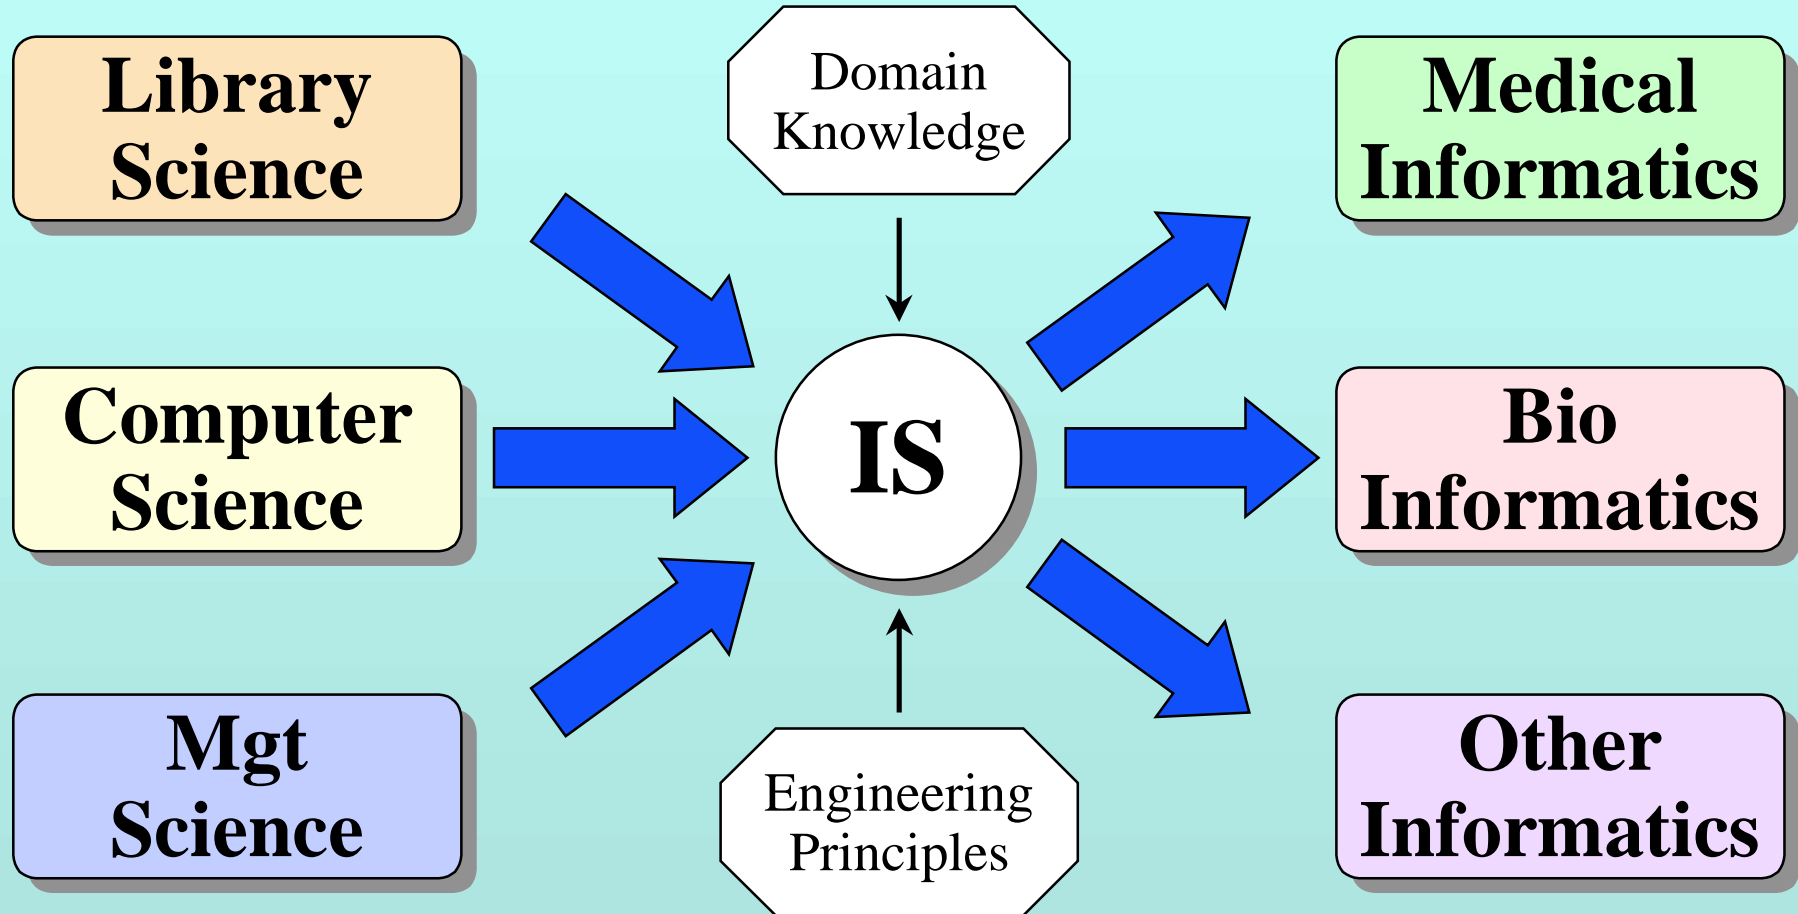 Library
Science
Domain
Knowledge
Medical
Informatics
Computer
Science
IS
Bio
Informatics
Mgt
Science
Engineering
Principles
Other
Informatics